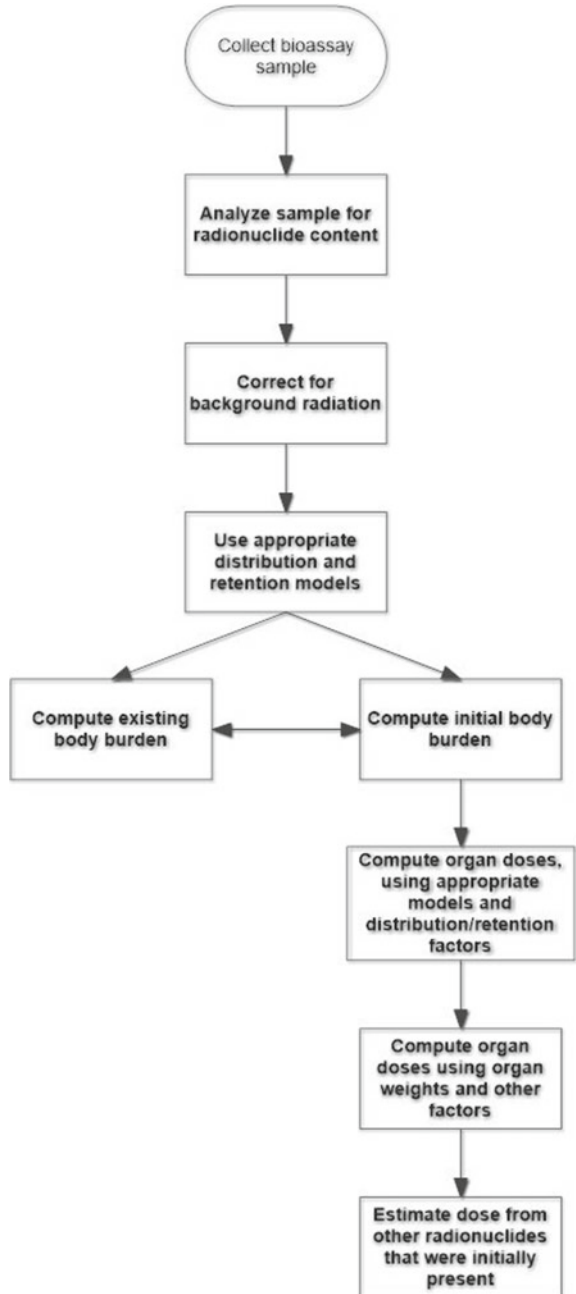 Collect bioassay
sample
Analyze sample for
radionuclide content
Correct for
background radiation
Use appropriate
distribution and
retention models
Compute existing
body burden
Compute initial body
burden
Compute organ doses,
using appropriate
models and
distribution/retention
factors
Compute organ
doses using organ
weights and other
factors
Estimate dose from
other radionuclides
that were initially
present